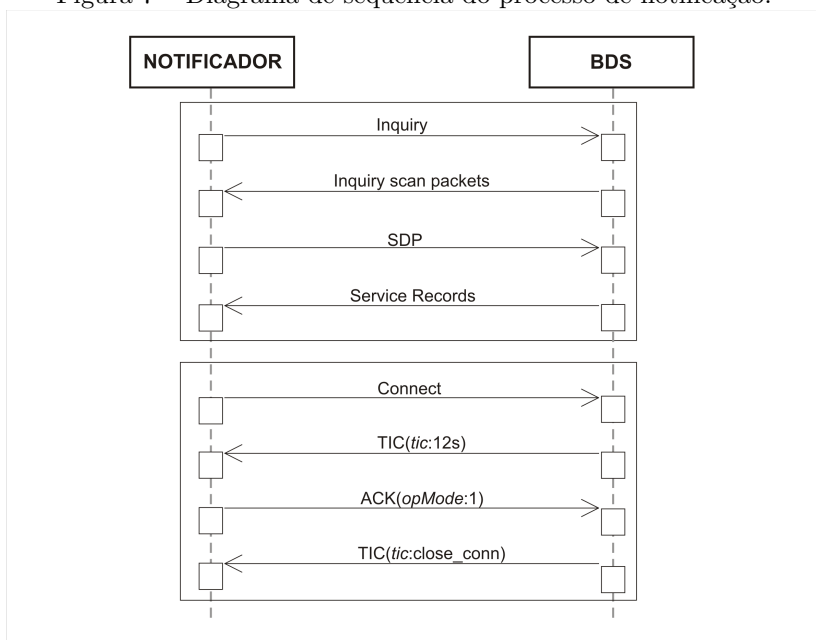 Figura 7 – Diagrama de sequência do processo de notificação.
NOTIFICADOR
BDS
Inquiry
Inquiry scan packets
SDP
Service Records
Connect
TIC(tic:12s)
ACK(opMode:1)
TIC(tic:close_conn)